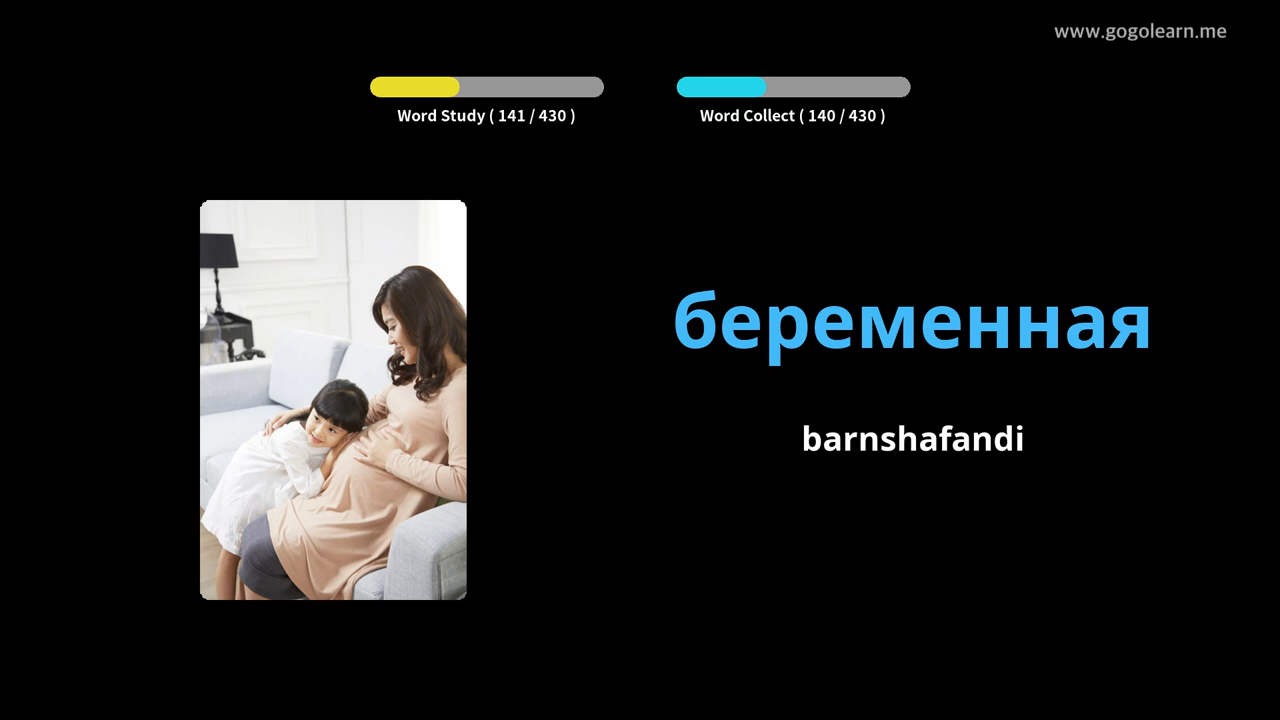 www.gogolearn.me
Word Study ( 141 / 430 )
Word Collect ( 140 / 430 )
беременная
barnshafandi